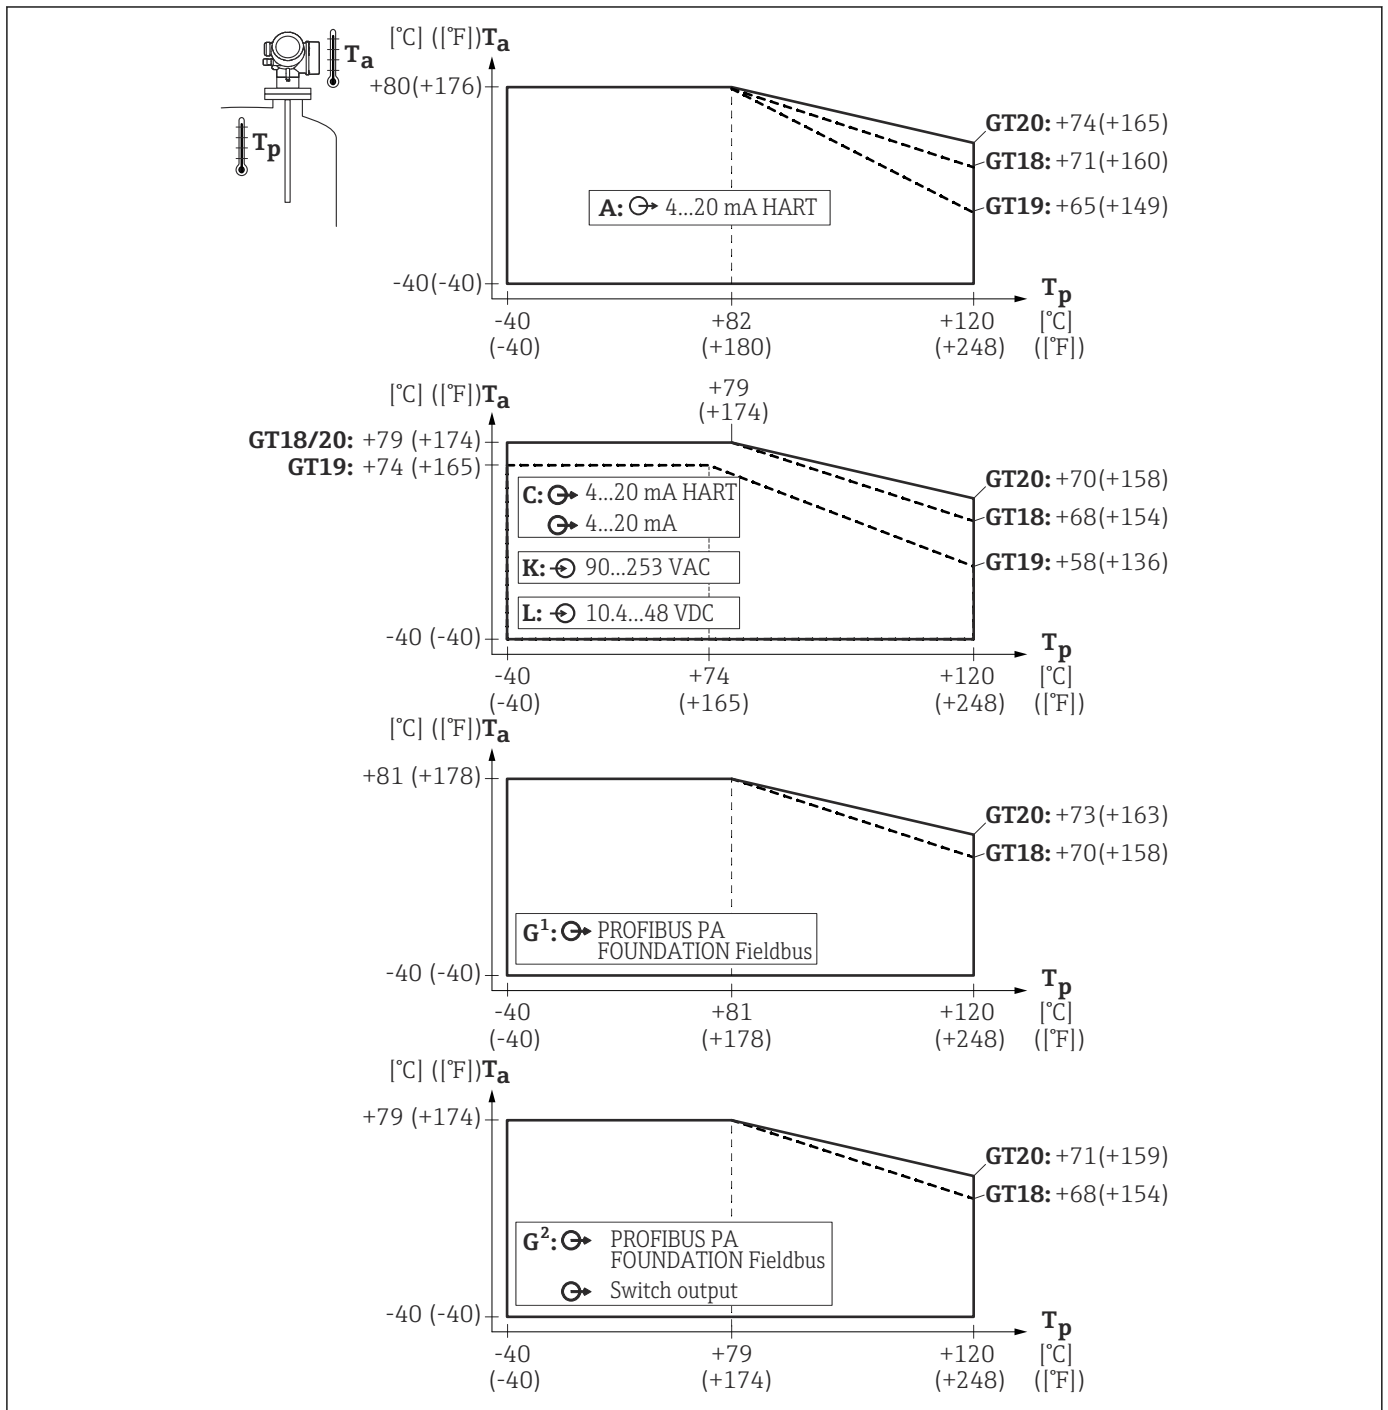 Ta
Tp
[°C] ([°F])Ta
+80(+176)
GT20: +74(+165)
GT18: +71(+160)
GT19: +65(+149)
A: 4...20 mA HART
-40(-40)
Tp
-40 +82 +120 [°C]
(-40) (+180) (+248) ([°F])
[°C] ([°F])Ta
+79
(+174)
GT18/20: +79 (+174)
GT19: +74 (+165)
GT20: +70(+158)
GT18: +68(+154)
GT19: +58(+136)
C: 4...20 mA HART
4...20 mA
K: 90...253 VAC
L: 10.4...48 VDC
-40 (-40)
Tp
-40 +74 +120 [°C]
(-40) (+165) (+248) ([°F])
[°C] ([°F])Ta
+81 (+178)
GT20: +73(+163)
GT18: +70(+158)
G1: PROFIBUS PA
FOUNDATION Fieldbus
-40 (-40)
Tp
-40 +81 +120 [°C]
(-40) (+178) (+248) ([°F])
[°C] ([°F])Ta
+79 (+174)
GT20: +71(+159)
GT18: +68(+154)
G2: PROFIBUS PA
FOUNDATION Fieldbus
Switch output
-40 (-40)
Tp
-40 +79 +120 [°C]
(-40) (+174) (+248) ([°F])